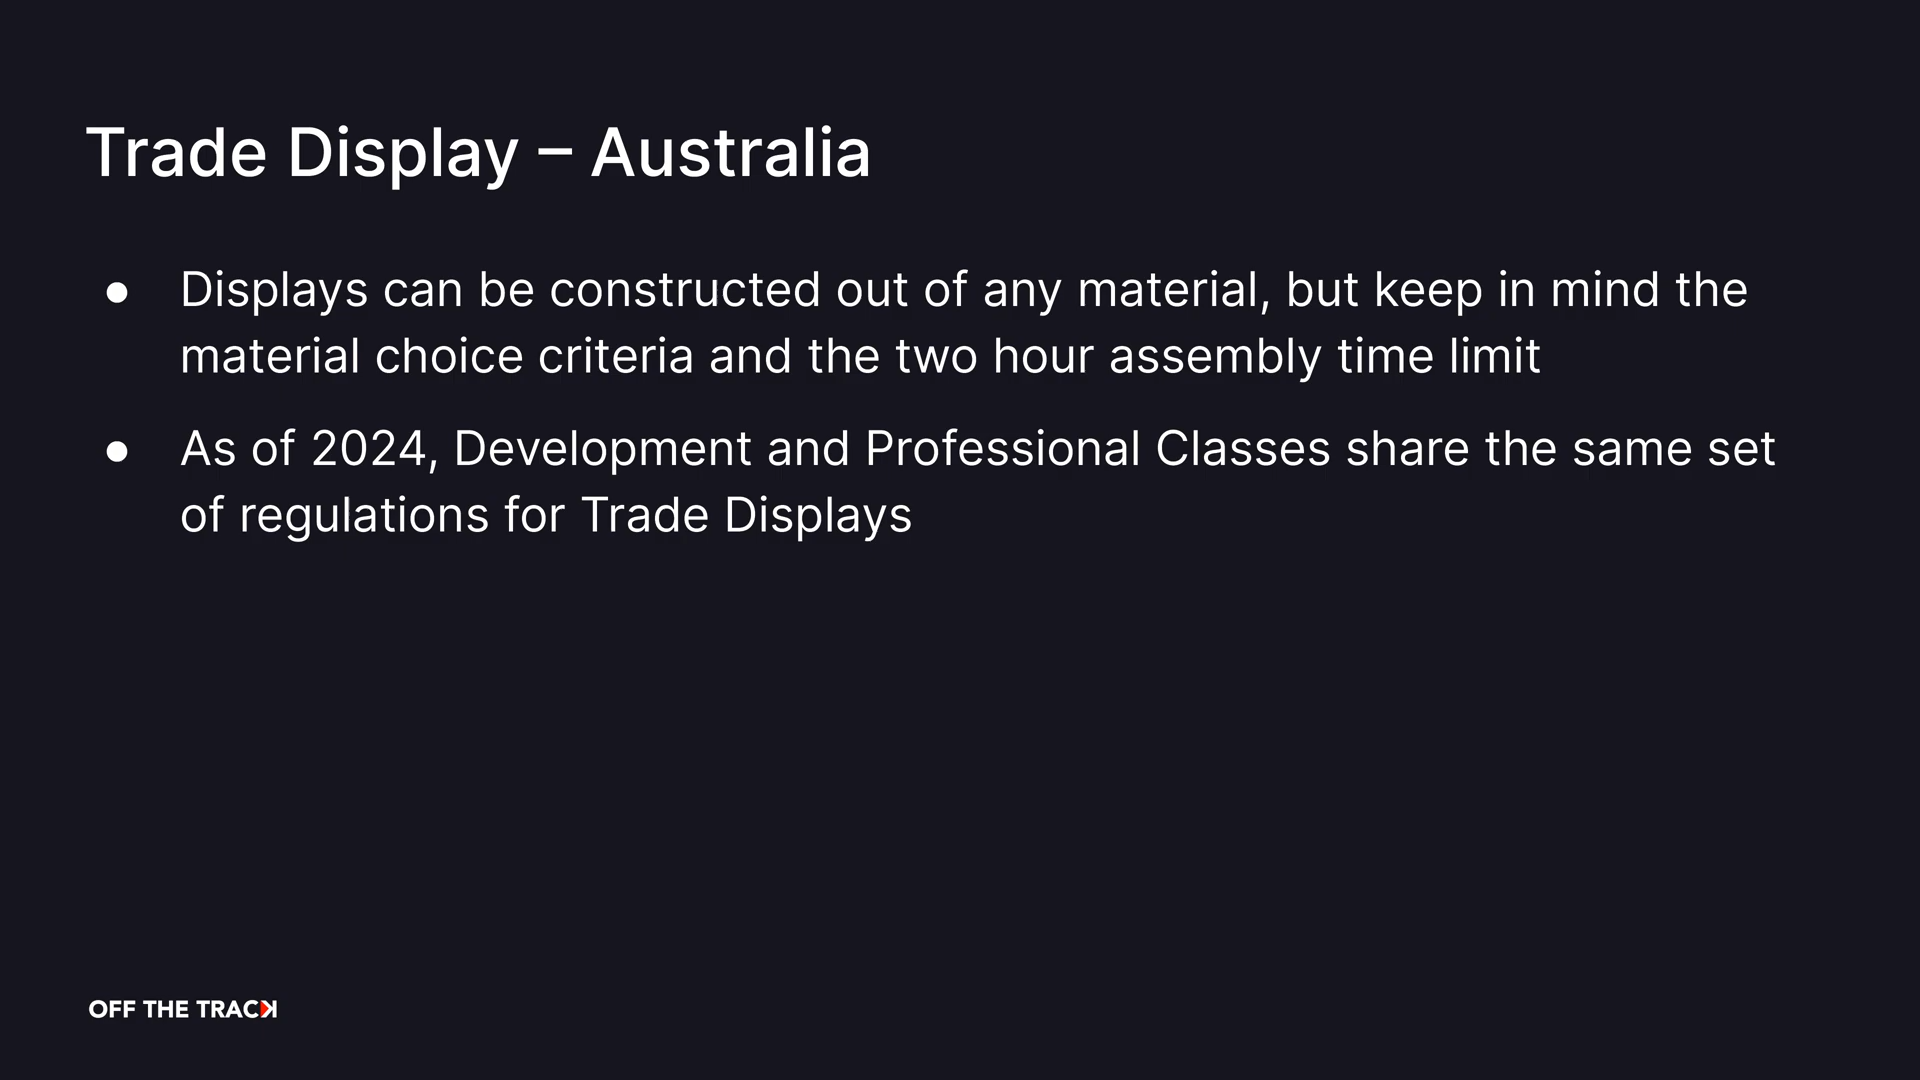 Trade Display – Australia
● Displays can be constructed out of any material, but keep in mind the
material choice criteria and the two hour assembly time limit
● As of 2024, Development and Professional Classes share the same set
of regulations for Trade Displays
OFF THE TRACK